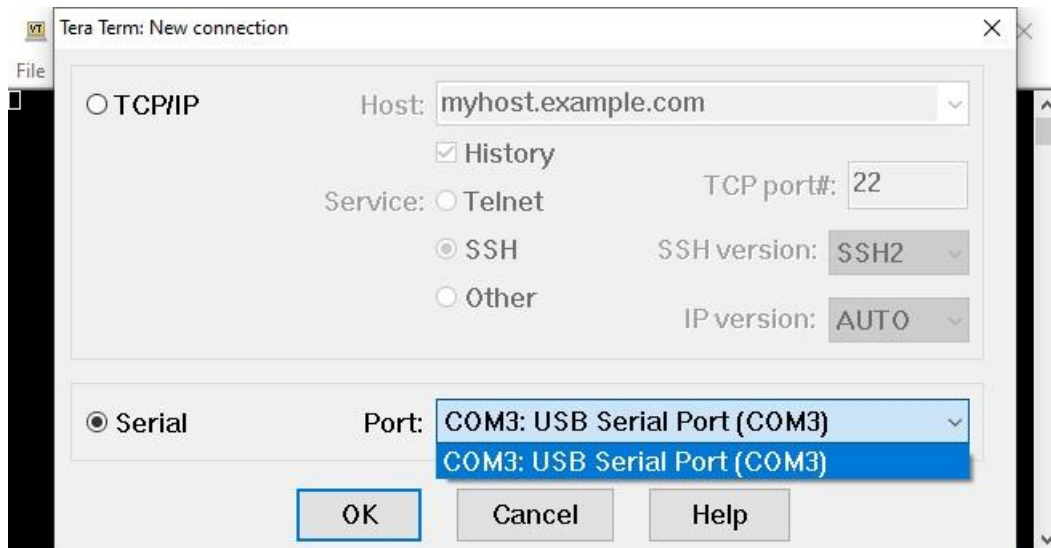 VT
Tera Term: New connection
File
TCP/IP
Host: myhost.example.com
History
Service: Telnet
TCP port#: 22
SSH
SSH version: SSH2
Other
IP version: AUTO
Serial
Port: COM3: USB Serial Port (COM3)
COM3: USB Serial Port (COM3)
OK Cancel Help